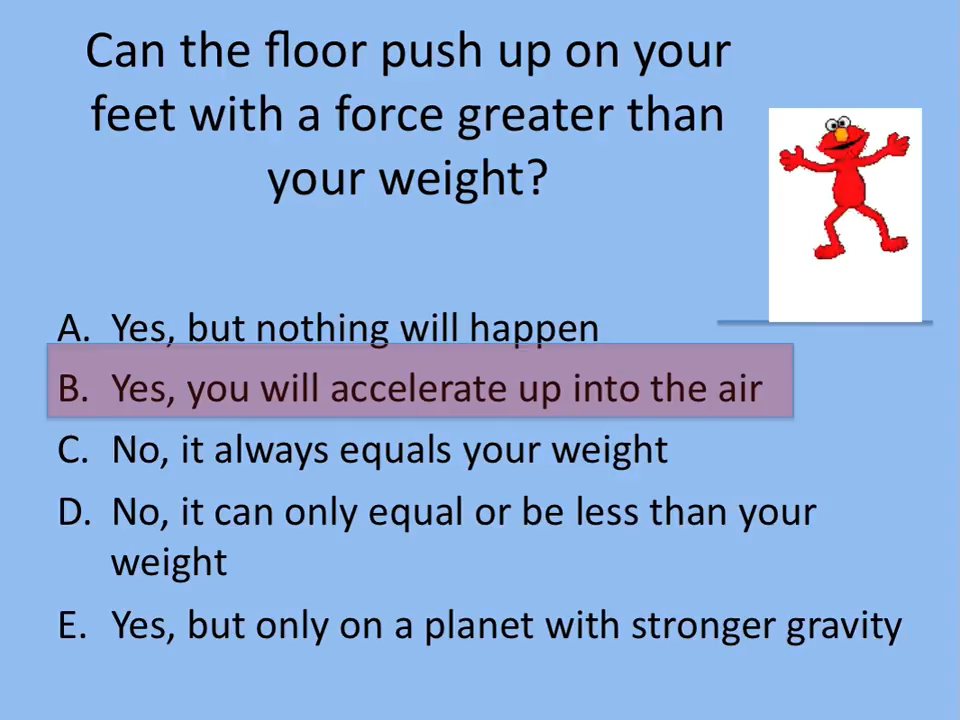 Can the floor push up on your
feet with a force greater than
your weight?
A. Yes, but nothing will happen
B. Yes, you will accelerate up into the air
C. No, it always equals your weight
D. No, it can only equal or be less than your
weight
E. Yes, but only on a planet with stronger gravity